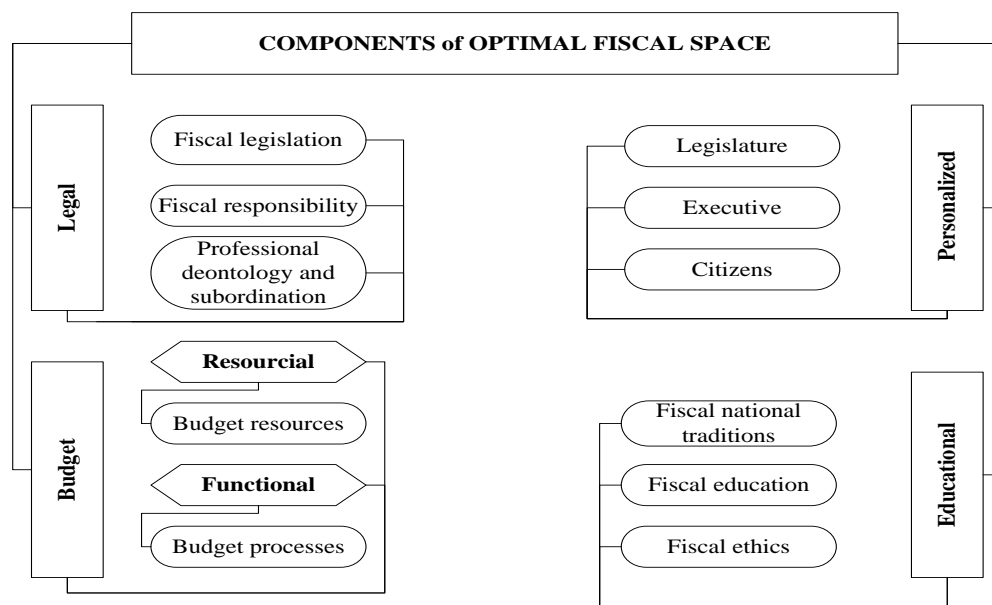 COMPONENTS of OPTIMAL FISCAL SPACE
Legal
Fiscal legislation
Fiscal responsibility
Professional
deontology and
subordination
Personalized
Legislature
Executive
Citizens
Budget
Resourcial
Budget resources
Functional
Budget processes
Educational
Fiscal national
traditions
Fiscal education
Fiscal ethics